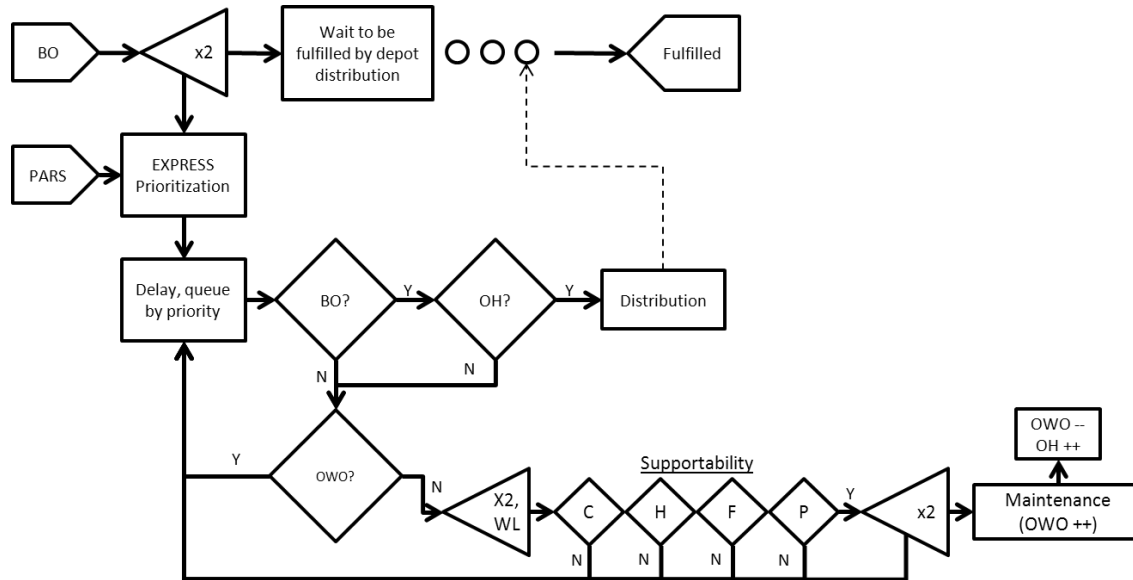 BO
x2
Wait to be
fulfilled by depot
distribution
Fulfilled
PARS
EXPRESS
Prioritization
Delay, queue
by priority
BO?
Y
OH?
Y
Distribution
N
N
OWO?
Y
N
X2,
WL
Supportability
C
H
F
P
Y
x2
Maintenance
(OWO ++)
OWO --
OH ++
N
N
N
N